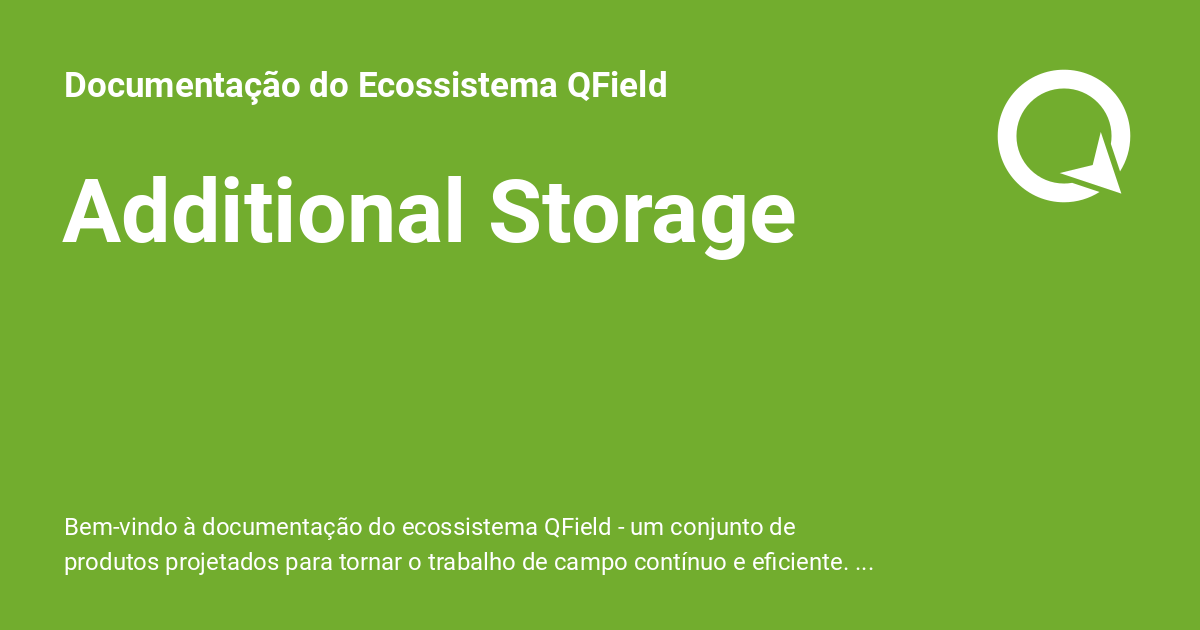 Documentação do Ecossistema QField
Additional Storage
Bem-vindo à documentação do ecossistema QField - um conjunto de
produtos projetados para tornar o trabalho de campo contínuo e eficiente. ...